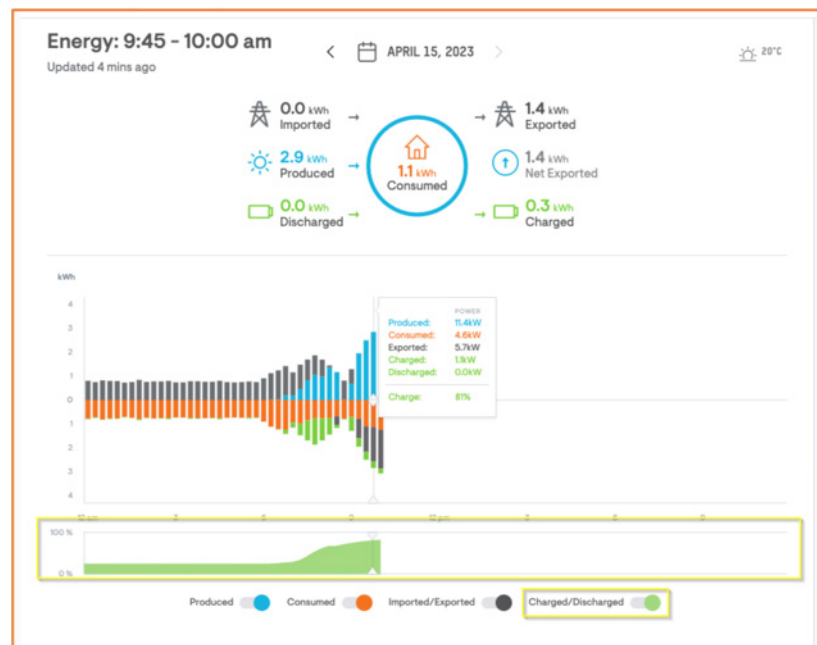 Energy: 9:45 - 10:00 am
Updated 4 mins ago
APRIL 15, 2023
20°C
0.0 kWh
Imported
1.4 kWh
Exported
2.9 kWh
Produced
1.1 kWh
Consumed
1.4 kWh
Net Exported
0.0 kWh
Discharged
0.3 kWh
Charged
kWh
4
3
2
1
0
1
2
3
4
POWER
Produced: 11.4kW
Consumed: 4.6kW
Exported: 5.7kW
Charged: 1.1kW
Discharged: 0.0kW
Charge: 81%
100 %
0 %
Produced
Consumed
Imported/Exported
Charged/Discharged